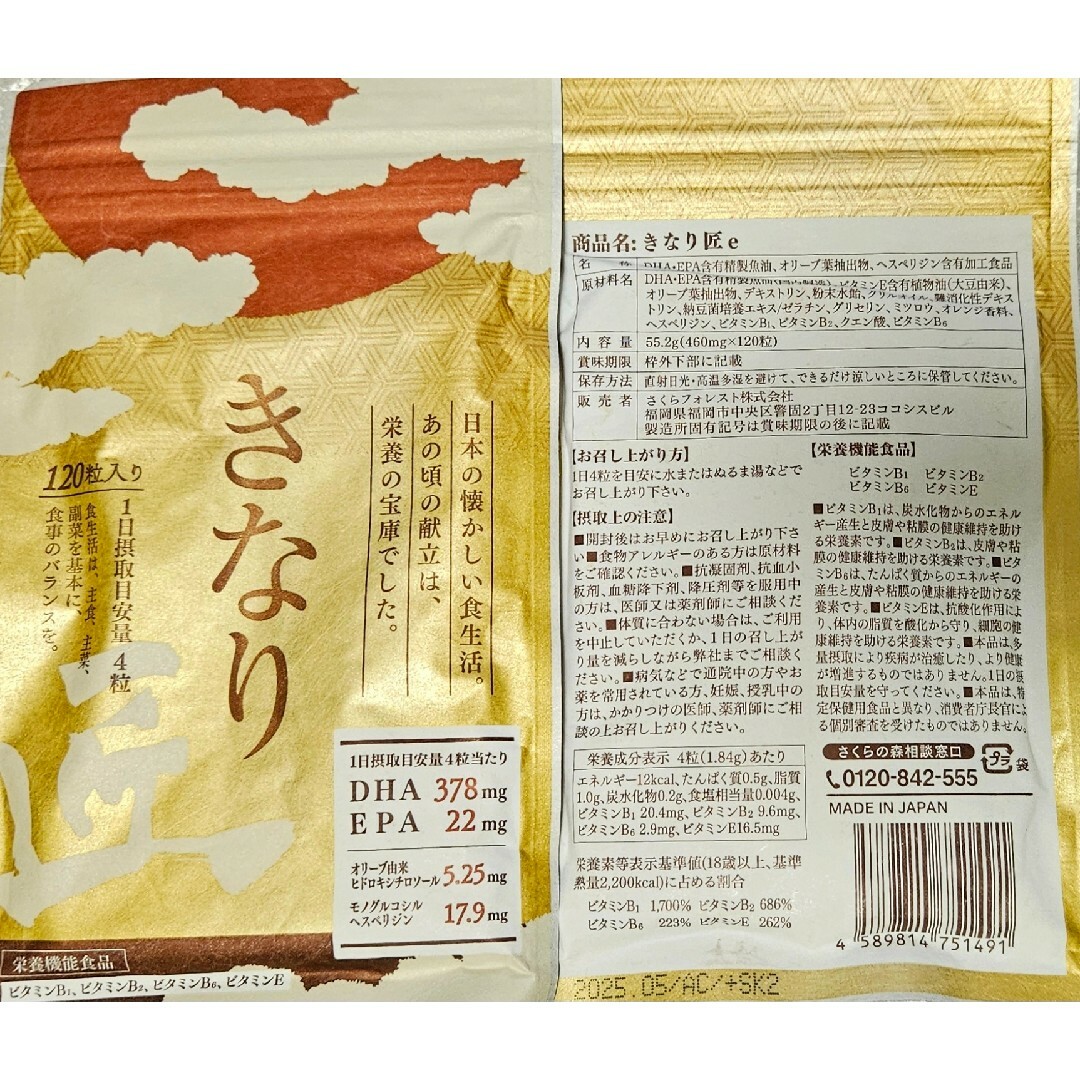 きなり
匠
日本の懐かしい食生活。
あの頃の献立は、
栄養の宝庫でした。
120粒入り
1日摂取目安量4粒
食生活は、主食、主菜、
副菜を基本に、
食事のバランスを。
1日摂取目安量4粒当たり
DHA 378mg
EPA 22mg
オリーブ由来
ヒドロキシチロソール 5.25mg
モノグルコシル
ヘスペリジン 17.9mg
栄養機能食品
ビタミンB1、ビタミンB2、ビタミンB6、ビタミンE
商品名: きなり匠e
名称 DHA・EPA含有精製魚油、オリーブ葉抽出物、ヘスペリジン含有加工食品
原材料名 DHA・EPA含有精製魚油、ビタミンE含有植物油(大豆由来)、
オリーブ葉抽出物、デキストリン、粉末水飴、クリルオイル、難消化性デキス
トリン、納豆菌培養エキス/ゼラチン、グリセリン、ミツロウ、オレンジ香料、
ヘスペリジン、ビタミンB1、ビタミンB2、クエン酸、ビタミンB6
内容量 55.2g(460mg×120粒)
賞味期限 枠外下部に記載
保存方法 直射日光・高温多湿を避けて、できるだけ涼しいところに保管してください。
販売者 さくらフォレスト株式会社
福岡県福岡市中央区警固2丁目12-23ココシスビル
製造所固有記号は賞味期限の後に記載
【お召し上がり方】
1日4粒を目安に水またはぬるま湯などで
お召し上がり下さい。
【摂取上の注意】
■開封後はお早めにお召し上がり下さ
い■食物アレルギーのある方は原材料
をご確認ください。■抗凝固剤、抗血小
板剤、血糖降下剤、降圧剤等を服用中
の方は、医師又は薬剤師にご相談くだ
さい。■体質に合わない場合は、ご利用
を中止していただくか、1日の召し上が
り量を減らしながら弊社までご相談くだ
さい。■病気などで通院中の方やお
薬を常用されている方、妊娠、授乳中の
方は、かかりつけの医師、薬剤師にご相
談の上お召し上がりください。
【栄養機能食品】
ビタミンB1 ビタミンB2
ビタミンB6 ビタミンE
■ビタミンB1は、炭水化物からのエネル
ギー産生と皮膚や粘膜の健康維持を助け
る栄養素です。■ビタミンB2は、皮膚や粘
膜の健康維持を助ける栄養素です。■ビタ
ミンB6は、たんぱく質からのエネルギーの
産生と皮膚や粘膜の健康維持を助ける栄
養素です。■ビタミンEは、抗酸化作用によ
り、体内の脂質を酸化から守り、細胞の健
康維持を助ける栄養素です。■本品は、多
量摂取により疾病が治癒したり、より健康
が増進するものではありません。1日の摂
取目安量を守ってください。■本品は、特
定保健用食品と異なり、消費者庁長官によ
る個別審査を受けたものではありません。
栄養成分表示 4粒(1.84g)あたり
エネルギー12kcal、たんぱく質0.5g、脂質
1.0g、炭水化物0.2g、食塩相当量0.004g、
ビタミンB1 20.4mg、ビタミンB2 9.6mg、
ビタミンB6 2.9mg、ビタミンE16.5mg
栄養素等表示基準値(18歳以上、基準
熱量2,200kcal)に占める割合
ビタミンB1 1,700% ビタミンB2 686%
ビタミンB6 223% ビタミンE 262%
さくらの森相談窓口
0120-842-555
プラ 袋
MADE IN JAPAN
4 589814 751491
2025.05/AC/+SK2